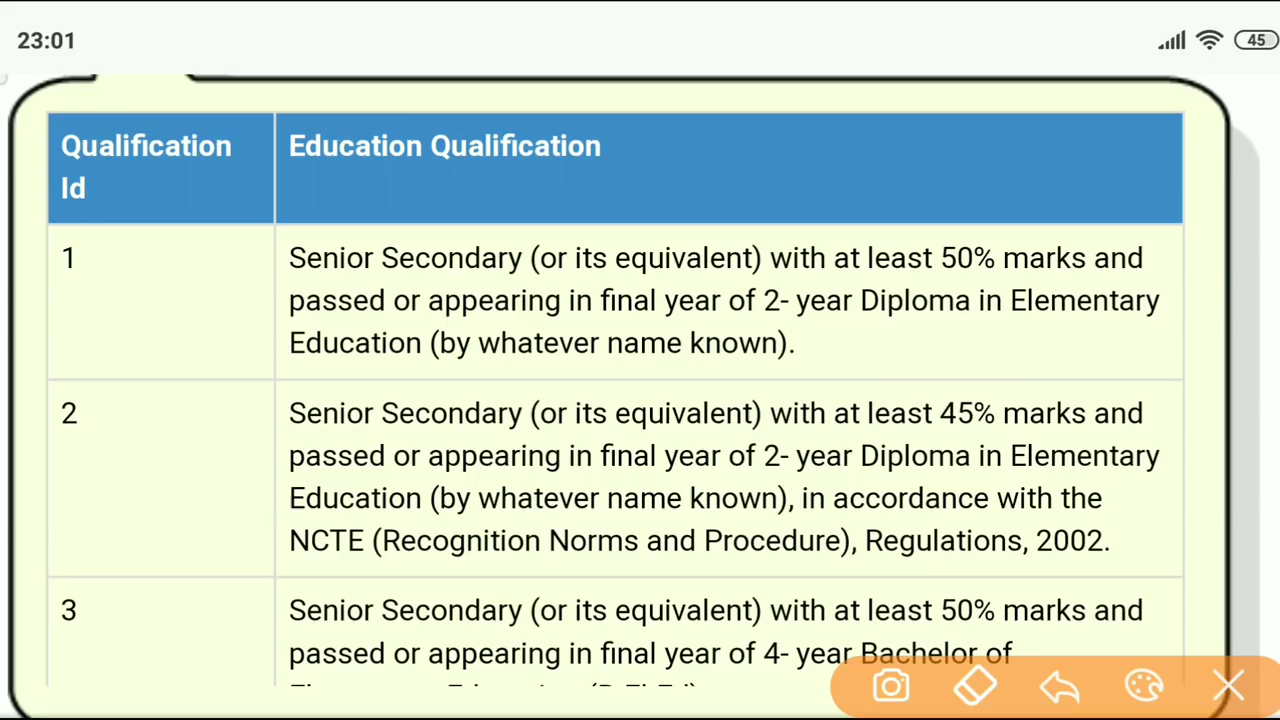 23:01
45
Qualification
Id
Education Qualification
1
Senior Secondary (or its equivalent) with at least 50% marks and
passed or appearing in final year of 2- year Diploma in Elementary
Education (by whatever name known).
2
Senior Secondary (or its equivalent) with at least 45% marks and
passed or appearing in final year of 2- year Diploma in Elementary
Education (by whatever name known), in accordance with the
NCTE (Recognition Norms and Procedure), Regulations, 2002.
3
Senior Secondary (or its equivalent) with at least 50% marks and
passed or appearing in final year of 4- year Bachelor of